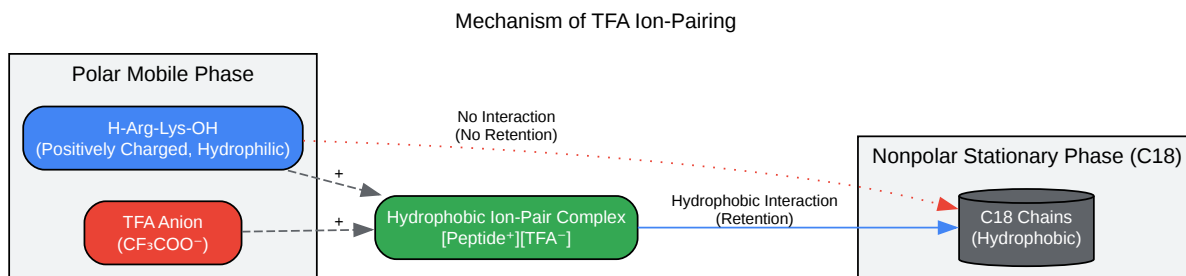 Mechanism of TFA Ion-Pairing
Polar Mobile Phase
H-Arg-Lys-OH
(Positively Charged, Hydrophilic)
TFA Anion
(CF₃COO⁻)
+
+
Hydrophobic Ion-Pair Complex
[Peptide⁺][TFA⁻]
No Interaction
(No Retention)
Hydrophobic Interaction
(Retention)
Nonpolar Stationary Phase (C18)
C18 Chains
(Hydrophobic)